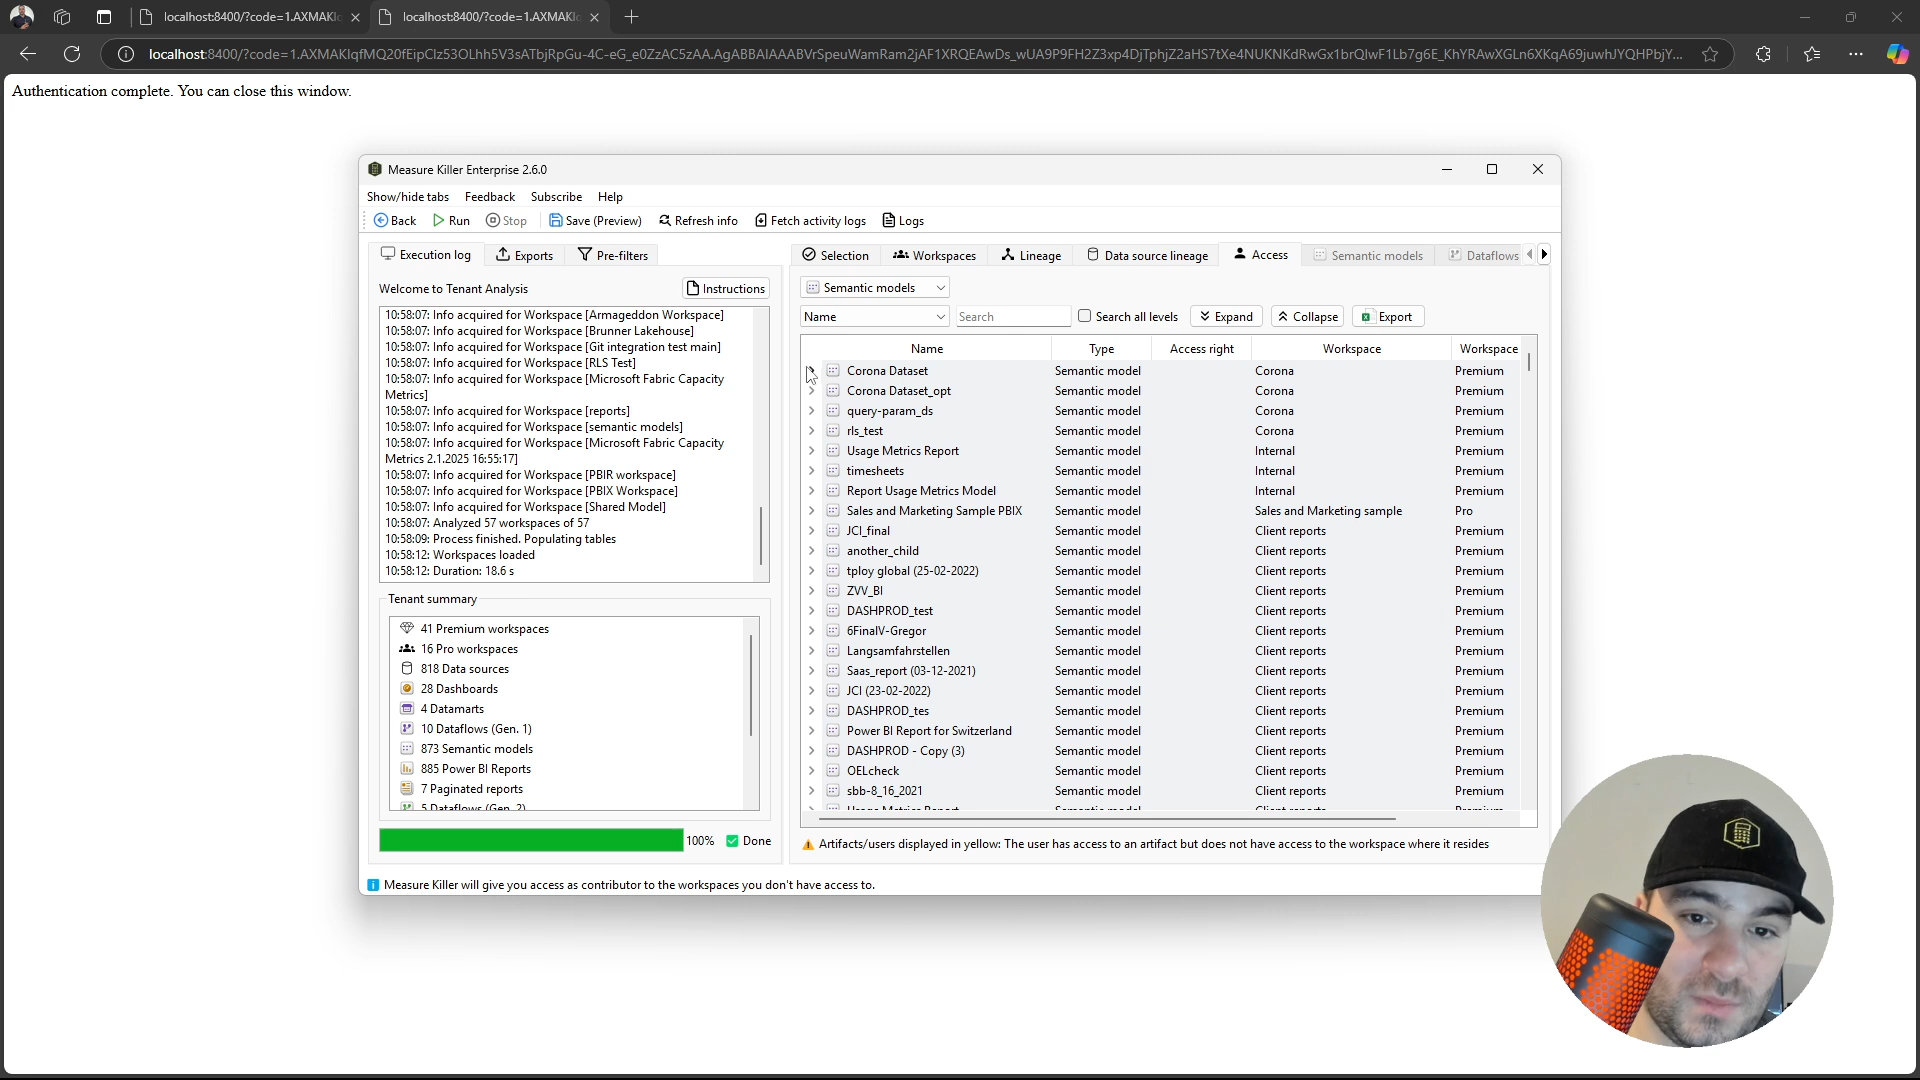 localhost:8400/?code=1.AXMAKlc
localhost:8400/?code=1.AXMAKlc
Authentication complete. You can close this window.
Measure Killer Enterprise 2.6.0
Show/hide tabs Feedback Subscribe Help
Back Run Stop Save (Preview) Refresh info Fetch activity logs Logs
Execution log Exports Pre-filters
Selection Workspaces Lineage Data source lineage Access Semantic models Dataflows
Welcome to Tenant Analysis Instructions
10:58:07: Info acquired for Workspace [Armageddon Workspace]
10:58:07: Info acquired for Workspace [Brunner Lakehouse]
10:58:07: Info acquired for Workspace [Git integration test main]
10:58:07: Info acquired for Workspace [RLS Test]
10:58:07: Info acquired for Workspace [Microsoft Fabric Capacity
Metrics]
10:58:07: Info acquired for Workspace [reports]
10:58:07: Info acquired for Workspace [semantic models]
10:58:07: Info acquired for Workspace [Microsoft Fabric Capacity
Metrics 2.1.2025 16:55:17]
10:58:07: Info acquired for Workspace [PBIR workspace]
10:58:07: Info acquired for Workspace [PBIX Workspace]
10:58:07: Info acquired for Workspace [Shared Model]
10:58:07: Analyzed 57 workspaces of 57
10:58:09: Process finished. Populating tables
10:58:12: Workspaces loaded
10:58:12: Duration: 18.6 s
Tenant summary
41 Premium workspaces
16 Pro workspaces
818 Data sources
28 Dashboards
4 Datamarts
10 Dataflows (Gen. 1)
873 Semantic models
885 Power BI Reports
7 Paginated reports
5 Dataflows (Gen. 2)
100% Done
Semantic models
Name Search Search all levels Expand Collapse Export
Name Type Access right Workspace Workspace
Corona Dataset Semantic model Corona Premium
Corona Dataset_opt Semantic model Corona Premium
query-param_ds Semantic model Corona Premium
rls_test Semantic model Corona Premium
Usage Metrics Report Semantic model Internal Premium
timesheets Semantic model Internal Premium
Report Usage Metrics Model Semantic model Internal Premium
Sales and Marketing Sample PBIX Semantic model Sales and Marketing sample Pro
JCI_final Semantic model Client reports Premium
another_child Semantic model Client reports Premium
tploy global (25-02-2022) Semantic model Client reports Premium
ZVV_BI Semantic model Client reports Premium
DASHPROD_test Semantic model Client reports Premium
6FinalV-Gregor Semantic model Client reports Premium
Langsamfahrstellen Semantic model Client reports Premium
Saas_report (03-12-2021) Semantic model Client reports Premium
JCI (23-02-2022) Semantic model Client reports Premium
DASHPROD_tes Semantic model Client reports Premium
Power BI Report for Switzerland Semantic model Client reports Premium
DASHPROD - Copy (3) Semantic model Client reports Premium
OELcheck Semantic model Client reports Premium
sbb-8_16_2021 Semantic model Client reports Premium
Usage Metrics Report Semantic model Client reports Premium
Artifacts/users displayed in yellow: The user has access to an artifact but does not have access to the workspace where it resides
Measure Killer will give you access as contributor to the workspaces you don't have access to.